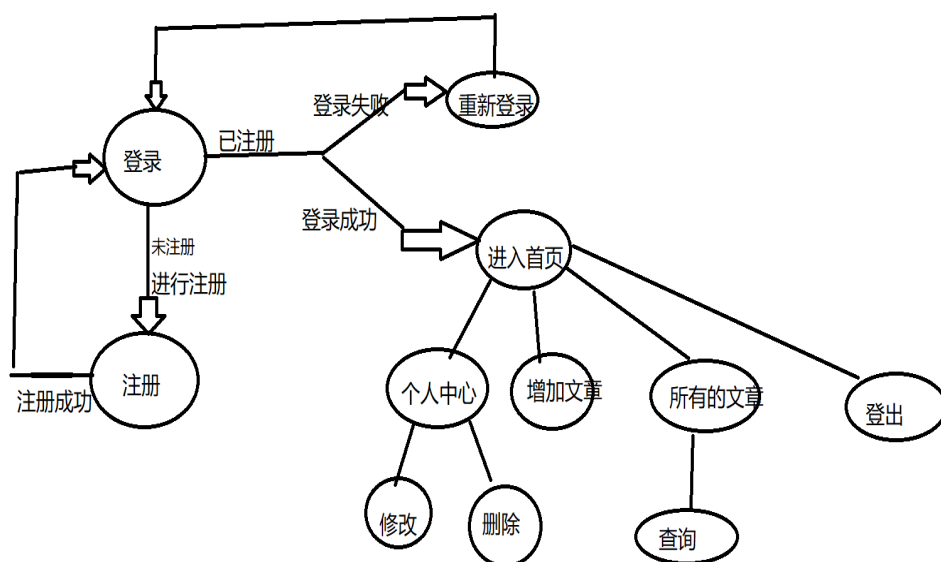 登录失败
重新登录
已注册
登录
登录成功
未注册
进入首页
进行注册
注册
注册成功
个人中心
增加文章
所有的文章
登出
修改
删除
查询